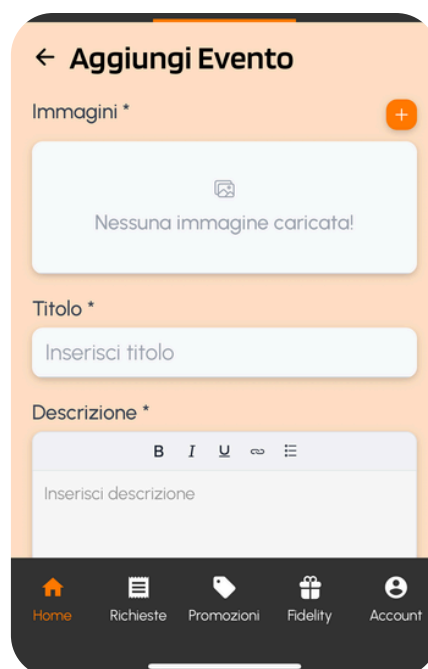 Aggiungi Evento
Immagini *
Nessuna immagine caricata!
Titolo *
Inserisci titolo
Descrizione *
B I U
Inserisci descrizione
Home Richieste Promozioni Fidelity Account